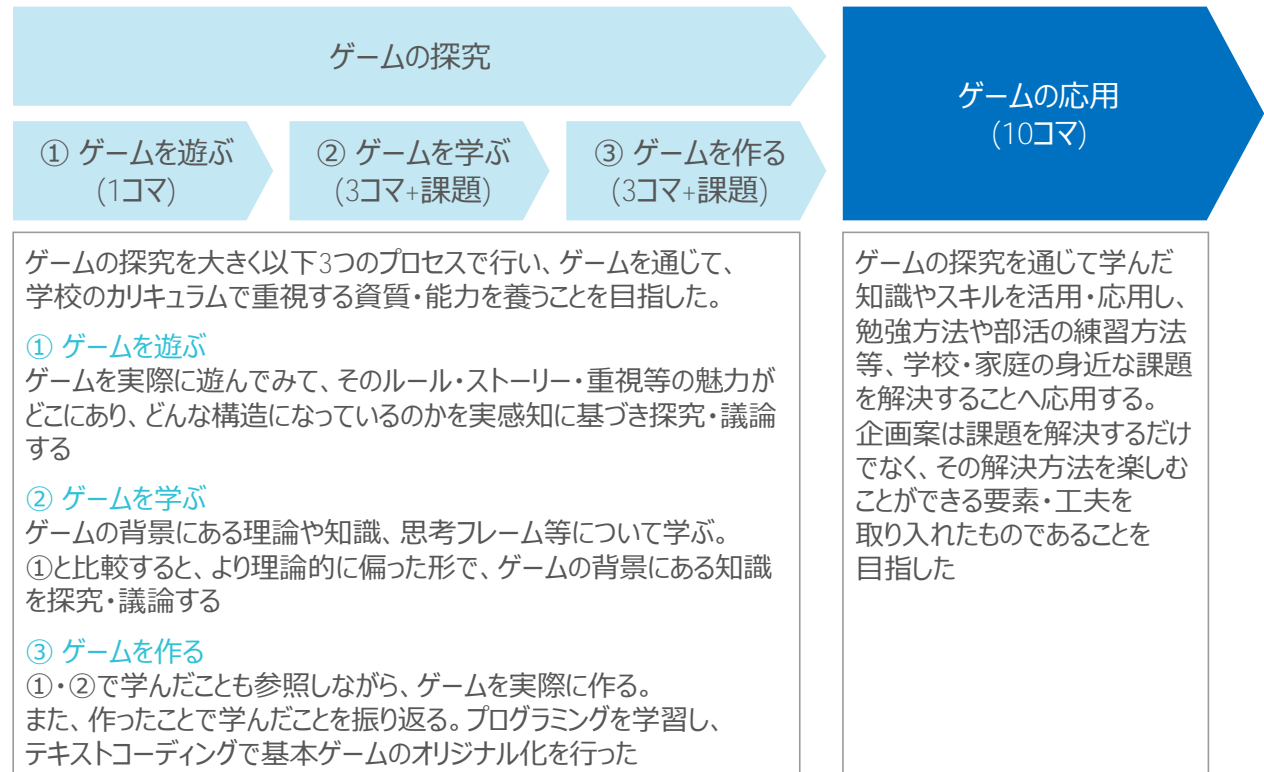 ゲームの探究
① ゲームを遊ぶ
(1コマ)
② ゲームを学ぶ
(3コマ+課題)
③ ゲームを作る
(3コマ+課題)
ゲームの応用
(10コマ)
ゲームの探究を大きく以下3つのプロセスで行い、ゲームを通じて、
学校のカリキュラムで重視する資質・能力を養うことを目指した。
① ゲームを遊ぶ
ゲームを実際に遊んでみて、そのルール・ストーリー・重視等の魅力が
どこにあり、どんな構造になっているのかを実感知に基づき探究・議論
する
② ゲームを学ぶ
ゲームの背景にある理論や知識、思考フレーム等について学ぶ。
①と比較すると、より理論的に偏った形で、ゲームの背景にある知識
を探究・議論する
③ ゲームを作る
①・②で学んだことも参照しながら、ゲームを実際に作る。
また、作ったことで学んだことを振り返る。プログラミングを学習し、
テキストコーディングで基本ゲームのオリジナル化を行った
ゲームの探究を通じて学んだ
知識やスキルを活用・応用し、
勉強方法や部活の練習方法
等、学校・家庭の身近な課題
を解決することへ応用する。
企画案は課題を解決するだけ
でなく、その解決方法を楽しむ
ことができる要素・工夫を
取り入れたものであることを
目指した